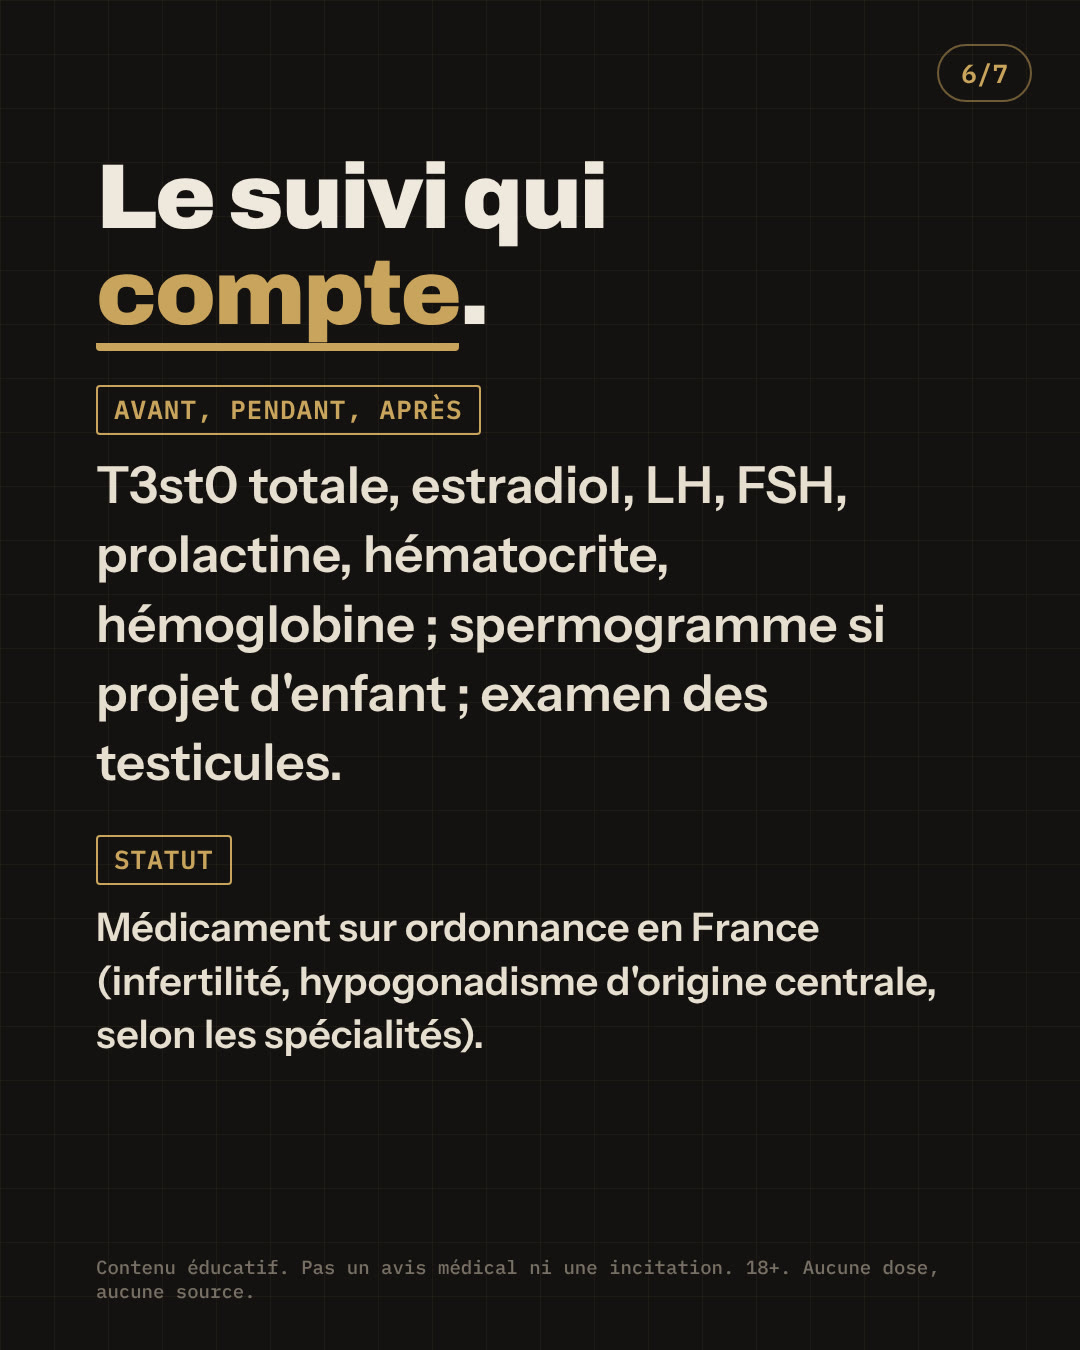 6/7
Le suivi qui
compte.
AVANT, PENDANT, APRÈS
T3st0 totale, estradiol, LH, FSH,
prolactine, hématocrite,
hémoglobine ; spermogramme si
projet d'enfant ; examen des
testicules.
STATUT
Médicament sur ordonnance en France
(infertilité, hypogonadisme d'origine centrale,
selon les spécialités).
Contenu éducatif. Pas un avis médical ni une incitation. 18+. Aucune dose,
aucune source.